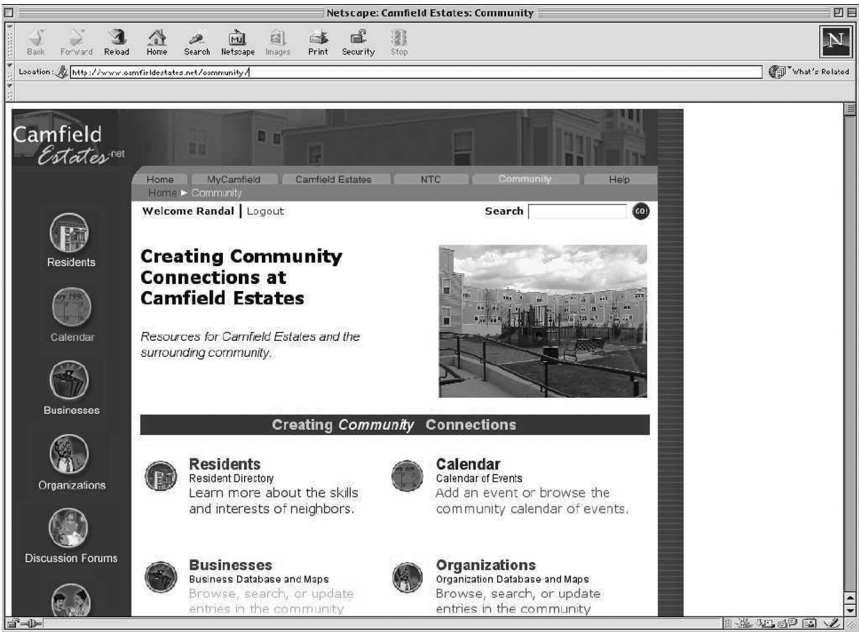 Netscape: Camfield Estates: Community
Back Forward Reload Home Search Netscape Images Print Security Stop
Location: http://www.camfieldestates.net/community/ What's Related
Camfield
Estates.net
Home MyCamfield Camfield Estates NTC Community Help
Home ► Community
Welcome Randal | Logout
Search GO!
Residents
Calendar
Businesses
Organizations
Discussion Forums
Creating Community
Connections at
Camfield Estates
Resources for Camfield Estates and the
surrounding community.
Creating Community Connections
Residents
Resident Directory
Learn more about the skills
and interests of neighbors.
Calendar
Calendar of Events
Add an event or browse the
community calendar of events.
Businesses
Business Database and Maps
Browse, search, or update
entries in the community
Organizations
Organization Database and Maps
Browse, search, or update
entries in the community